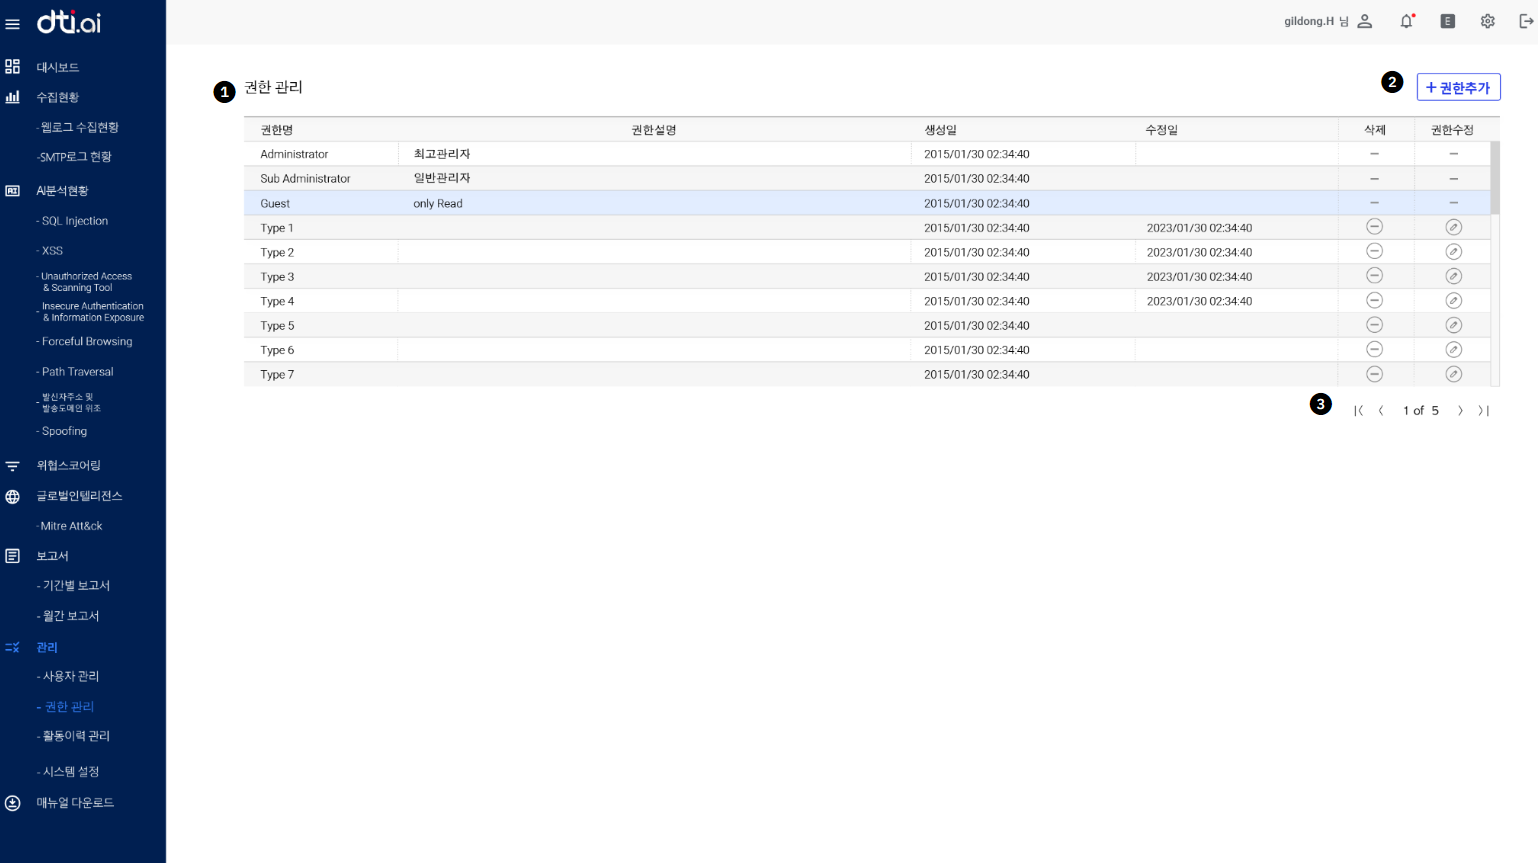 dti.ai
gildong.H 님
E
대시보드
수집현황
-웹로그 수집현황
-SMTP로그 현황
AI분석현황
- SQL Injection
- XSS
- Unauthorized Access
& Scanning Tool
- Insecure Authentication
& Information Exposure
- Forceful Browsing
- Path Traversal
- 발신자주소 및
발송도메인 위조
- Spoofing
위협스코어링
글로벌인텔리전스
-Mitre Att&ck
보고서
- 기간별 보고서
- 월간 보고서
관리
- 사용자 관리
- 권한 관리
- 활동이력 관리
- 시스템 설정
매뉴얼 다운로드
1 권한 관리
2 +권한추가
권한명 권한설명 생성일 수정일 삭제 권한수정
Administrator 최고관리자 2015/01/30 02:34:40
Sub Administrator 일반관리자 2015/01/30 02:34:40
Guest only Read 2015/01/30 02:34:40
Type 1 2015/01/30 02:34:40 2023/01/30 02:34:40
Type 2 2015/01/30 02:34:40 2023/01/30 02:34:40
Type 3 2015/01/30 02:34:40 2023/01/30 02:34:40
Type 4 2015/01/30 02:34:40 2023/01/30 02:34:40
Type 5 2015/01/30 02:34:40
Type 6 2015/01/30 02:34:40
Type 7 2015/01/30 02:34:40
3 1 of 5